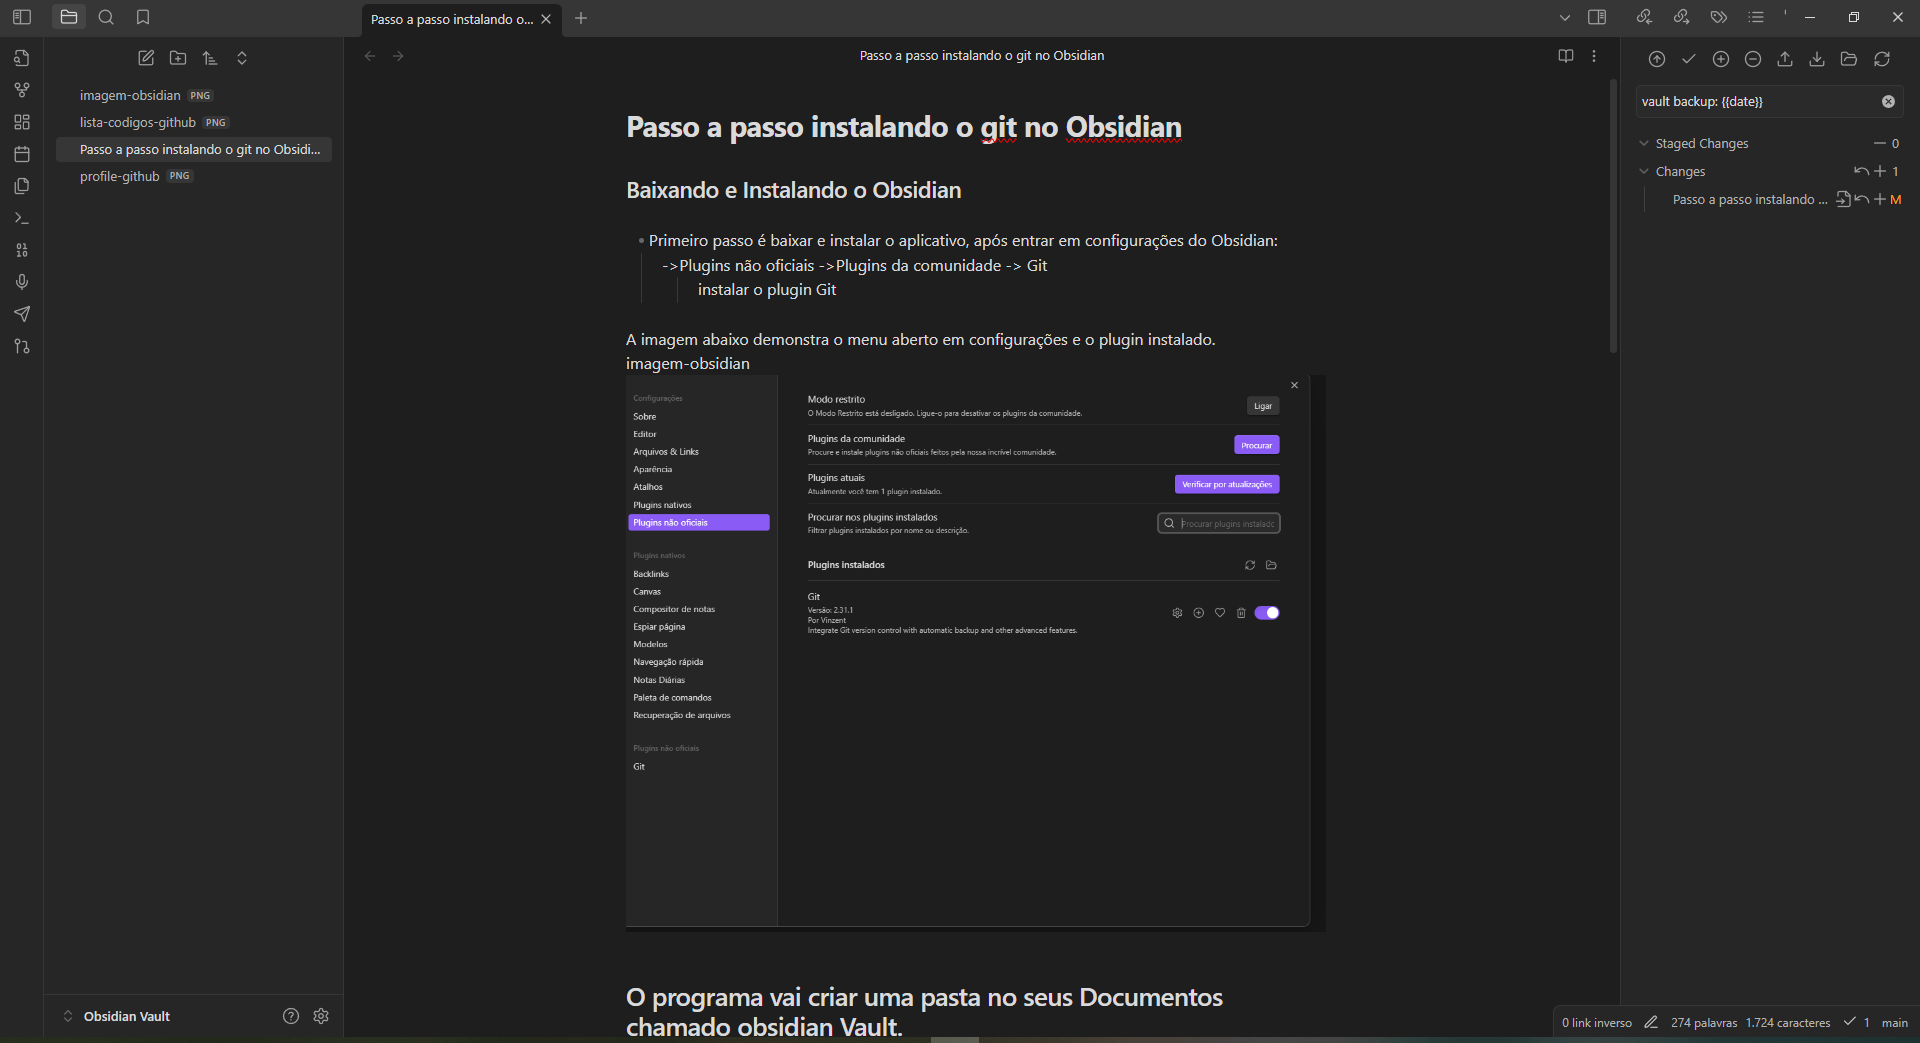 Passo a passo instalando o...
imagem-obsidian PNG
lista-codigos-github PNG
Passo a passo instalando o git no Obsidi...
profile-github PNG
Obsidian Vault
Passo a passo instalando o git no Obsidian
Passo a passo instalando o git no Obsidian
Baixando e Instalando o Obsidian
Primeiro passo é baixar e instalar o aplicativo, após entrar em configurações do Obsidian:
->Plugins não oficiais ->Plugins da comunidade -> Git
instalar o plugin Git
A imagem abaixo demonstra o menu aberto em configurações e o plugin instalado.
imagem-obsidian
Configurações
Sobre
Editor
Arquivos & Links
Aparência
Atalhos
Plugins nativos
Plugins não oficiais
Plugins nativos
Backlinks
Canvas
Compositor de notas
Espiar página
Modelos
Navegação rápida
Notas Diárias
Paleta de comandos
Recuperação de arquivos
Plugins não oficiais
Git
Modo restrito
O Modo Restrito está desligado. Ligue-o para desativar os plugins da comunidade.
Ligar
Plugins da comunidade
Procure e instale plugins não oficiais feitos pela nossa incrível comunidade.
Procurar
Plugins atuais
Atualmente você tem 1 plugin instalado.
Verificar por atualizações
Procurar nos plugins instalados
Filtrar plugins instalados por nome ou descrição.
Procurar plugins instalado
Plugins instalados
Git
Versão: 2.31.1
Por Vinzent
Integrate Git version control with automatic backup and other advanced features.
O programa vai criar uma pasta no seus Documentos
chamado obsidian Vault.
vault backup: {{date}}
Staged Changes 0
Changes 1
Passo a passo instalando ... M
0 link inverso 274 palavras 1.724 caracteres 1 main